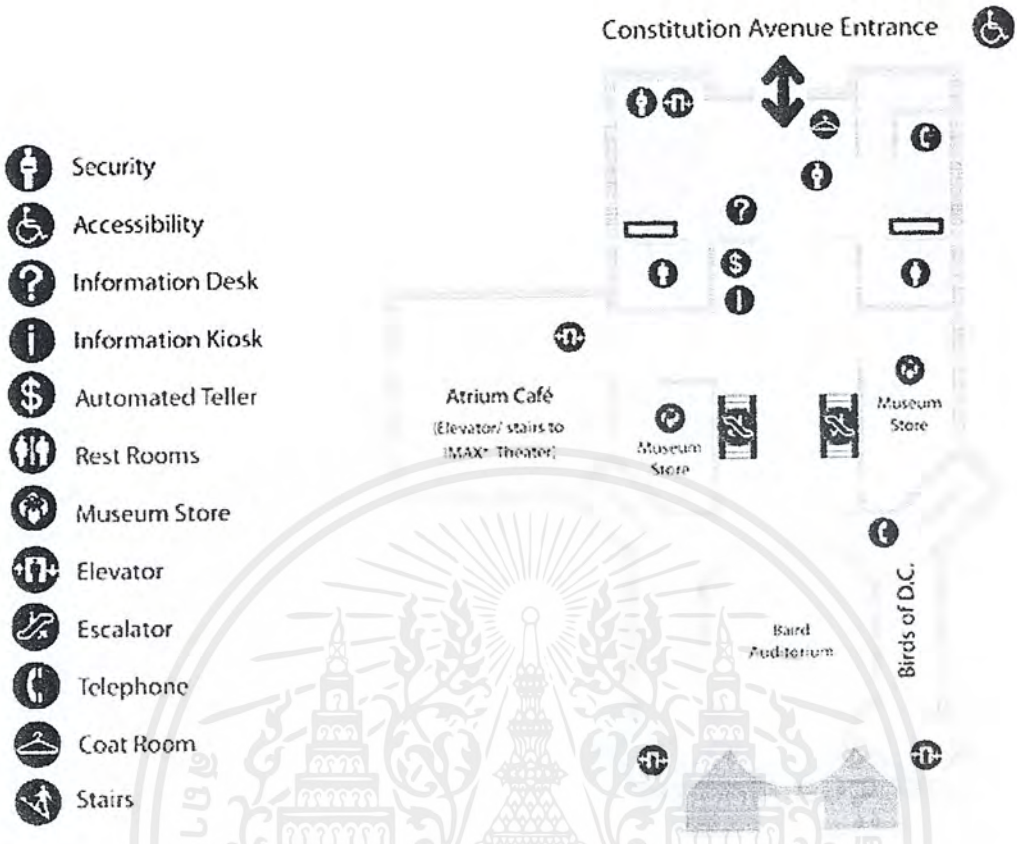 Constitution Avenue Entrance
Security
Accessibility
? Information Desk
i Information Kiosk
$ Automated Teller
Rest Rooms
Museum Store
Elevator
Escalator
Telephone
Coat Room
Stairs
?
$
i
Atrium Café
(Elevator/ stairs to
IMAX® Theater)
Museum
Store
Museum
Store
Birds of D.C.
Baird
Auditorium